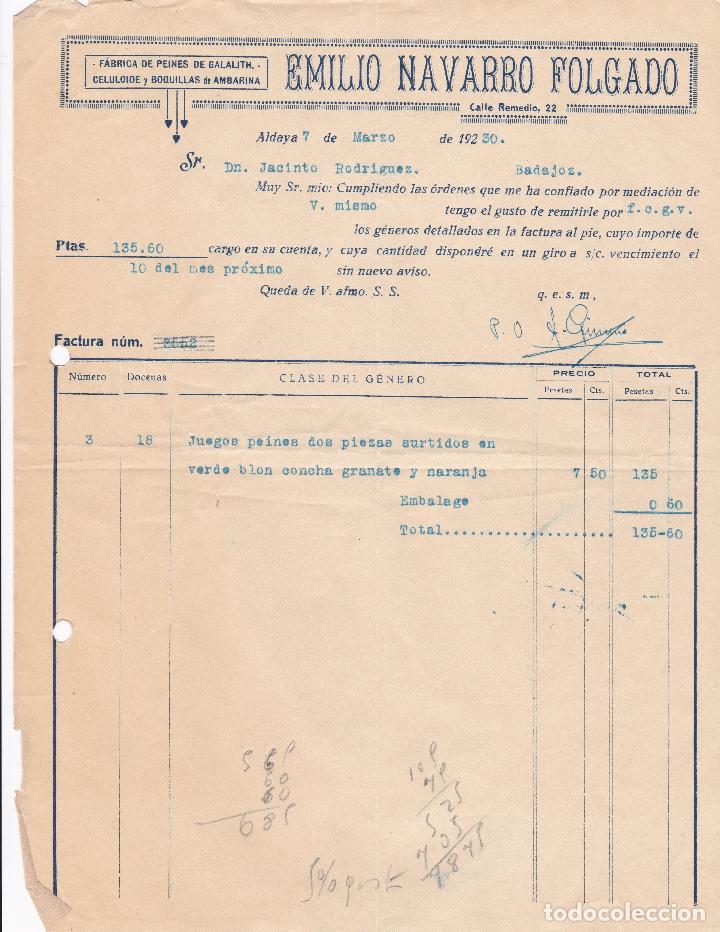 FÁBRICA DE PEINES DE GALALITH.
CELULOIDE y BOQUILLAS de AMBARINA
EMILIO NAVARRO FOLGADO
Calle Remedio, 22
Aldaya 7 de Marzo de 1930.
Sr. Dn. Jacinto Rodriguez. Badajoz.
Muy Sr. mio: Cumpliendo las órdenes que me ha confiado por mediación de
V. mismo tengo el gusto de remitirle por f.c.g.v.
los géneros detallados en la factura al pie, cuyo importe de
Ptas. 135.60 cargo en su cuenta, y cuya cantidad dispondré en un giro a s/c. vencimiento el
10 del mes próximo sin nuevo aviso.
Queda de V. afmo. S. S. q. e. s. m,
P. O
Factura núm.
Número Docenas CLASE DEL GÉNERO PRECIO TOTAL
Pesetas Cts. Pesetas Cts.
3 18 Juegos peines dos piezas surtidos en
verde blon concha granate y naranja 7 50 135
Embalage 0 60
Total..................... 135-60
685
todocoleccion.net